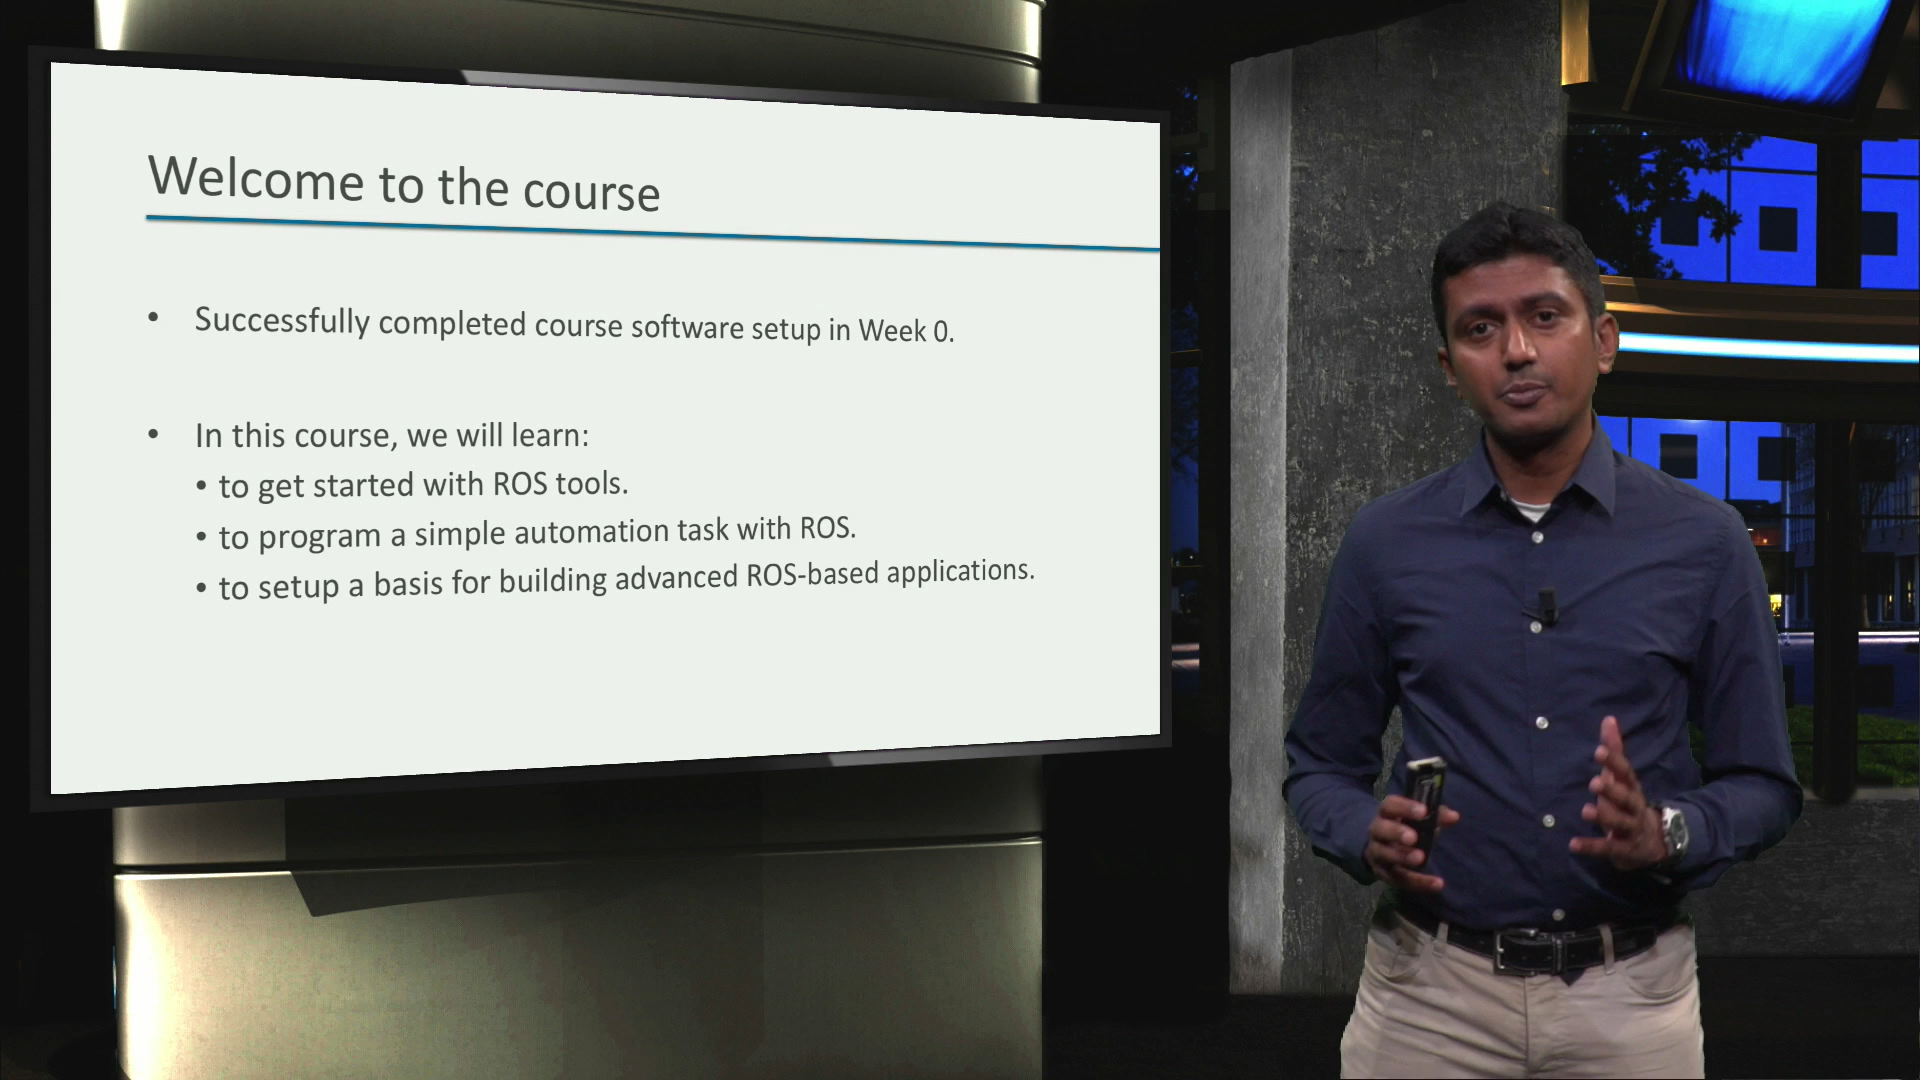 Welcome to the course
• Successfully completed course software setup in Week 0.
• In this course, we will learn:
• to get started with ROS tools.
• to program a simple automation task with ROS.
• to setup a basis for building advanced ROS-based applications.